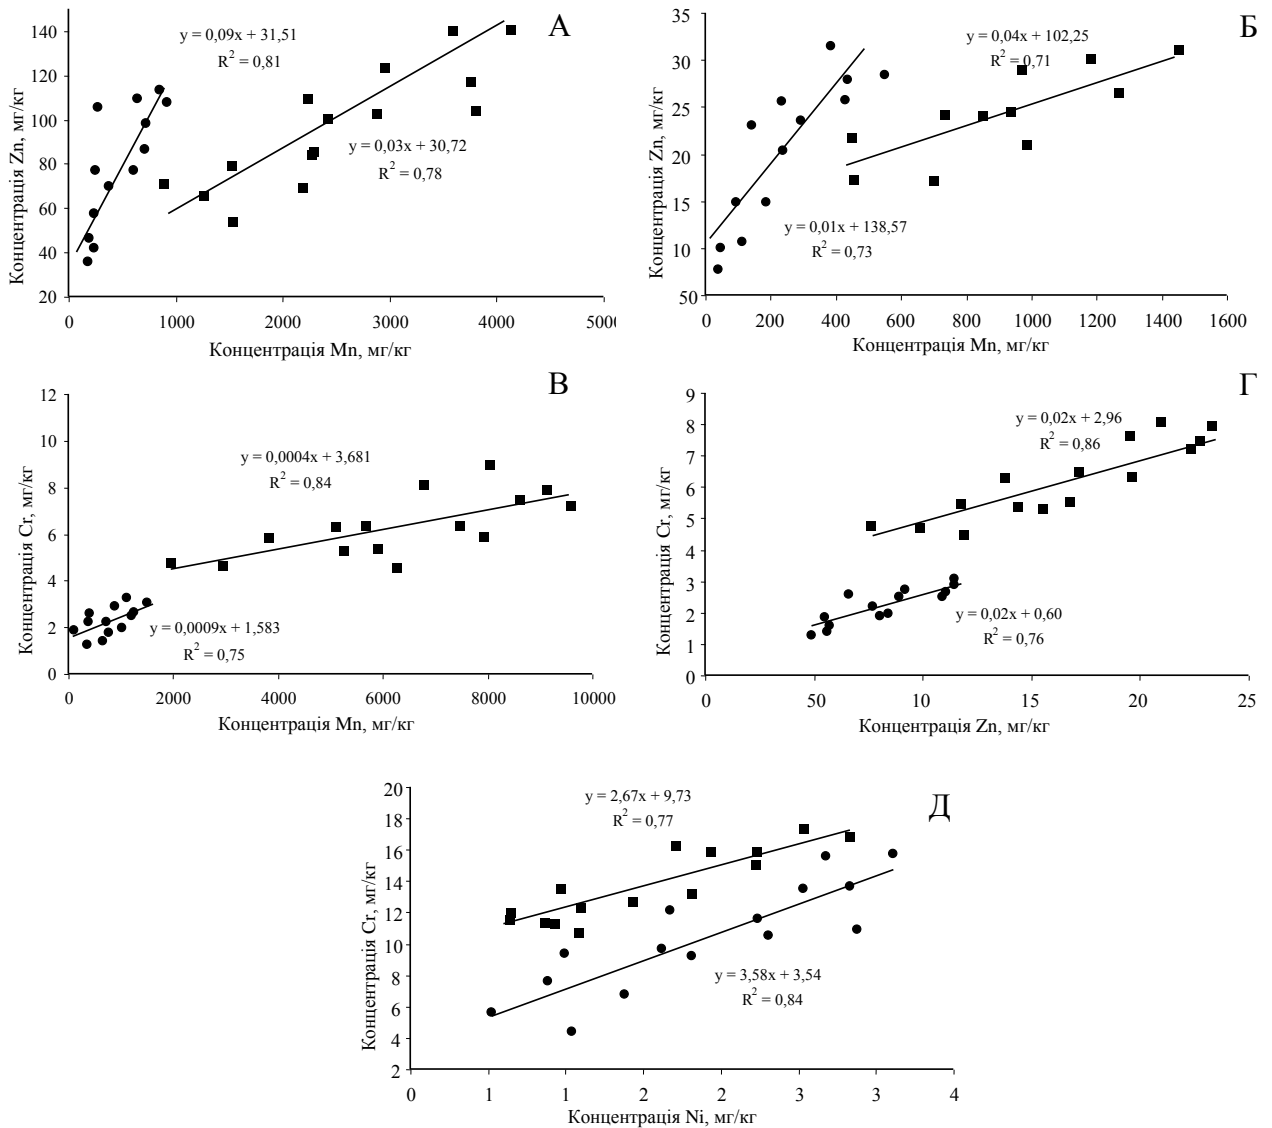 А
y = 0,09x + 31,51
R2 = 0,81
y = 0,03x + 30,72
R2 = 0,78
Концентрація Zn, мг/кг
140
120
100
80
60
40
20
0 1000 2000 3000 4000 5000
Концентрація Mn, мг/кг
Б
y = 0,04x + 102,25
R2 = 0,71
y = 0,01x + 138,57
R2 = 0,73
Концентрація Zn, мг/кг
35
30
25
20
15
10
50
0 200 400 600 800 1000 1200 1400 1600
Концентрація Mn, мг/кг
В
y = 0,0004x + 3,681
R2 = 0,84
y = 0,0009x + 1,583
R2 = 0,75
Концентрація Cr, мг/кг
12
10
8
6
4
2
0
0 2000 4000 6000 8000 10000
Концентрація Mn, мг/кг
Г
y = 0,02x + 2,96
R2 = 0,86
y = 0,02x + 0,60
R2 = 0,76
Концентрація Cr, мг/кг
9
8
7
6
5
4
3
2
1
0
0 50 10 15 20 25
Концентрація Zn, мг/кг
Д
y = 2,67x + 9,73
R2 = 0,77
y = 3,58x + 3,54
R2 = 0,84
Концентрація Cr, мг/кг
20
18
16
14
12
10
8
6
4
2
0 1 1 2 2 3 3 4
Концентрація Ni, мг/кг